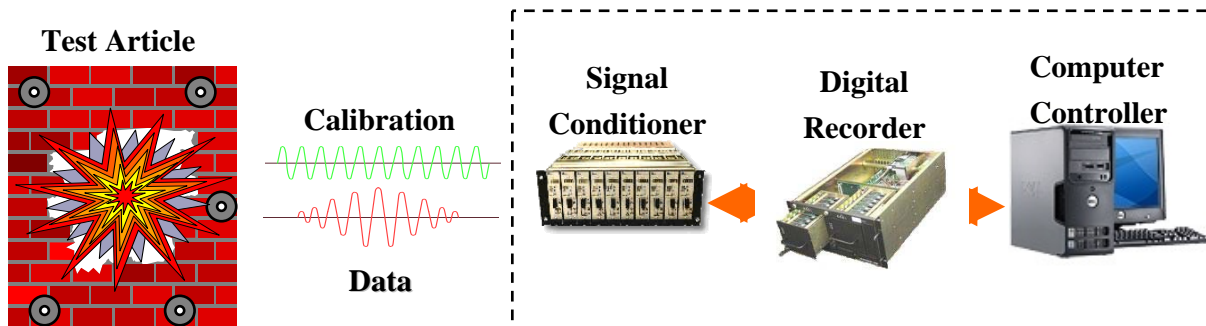 Test Article
Calibration
Data
Signal
Conditioner
Digital
Recorder
Computer
Controller